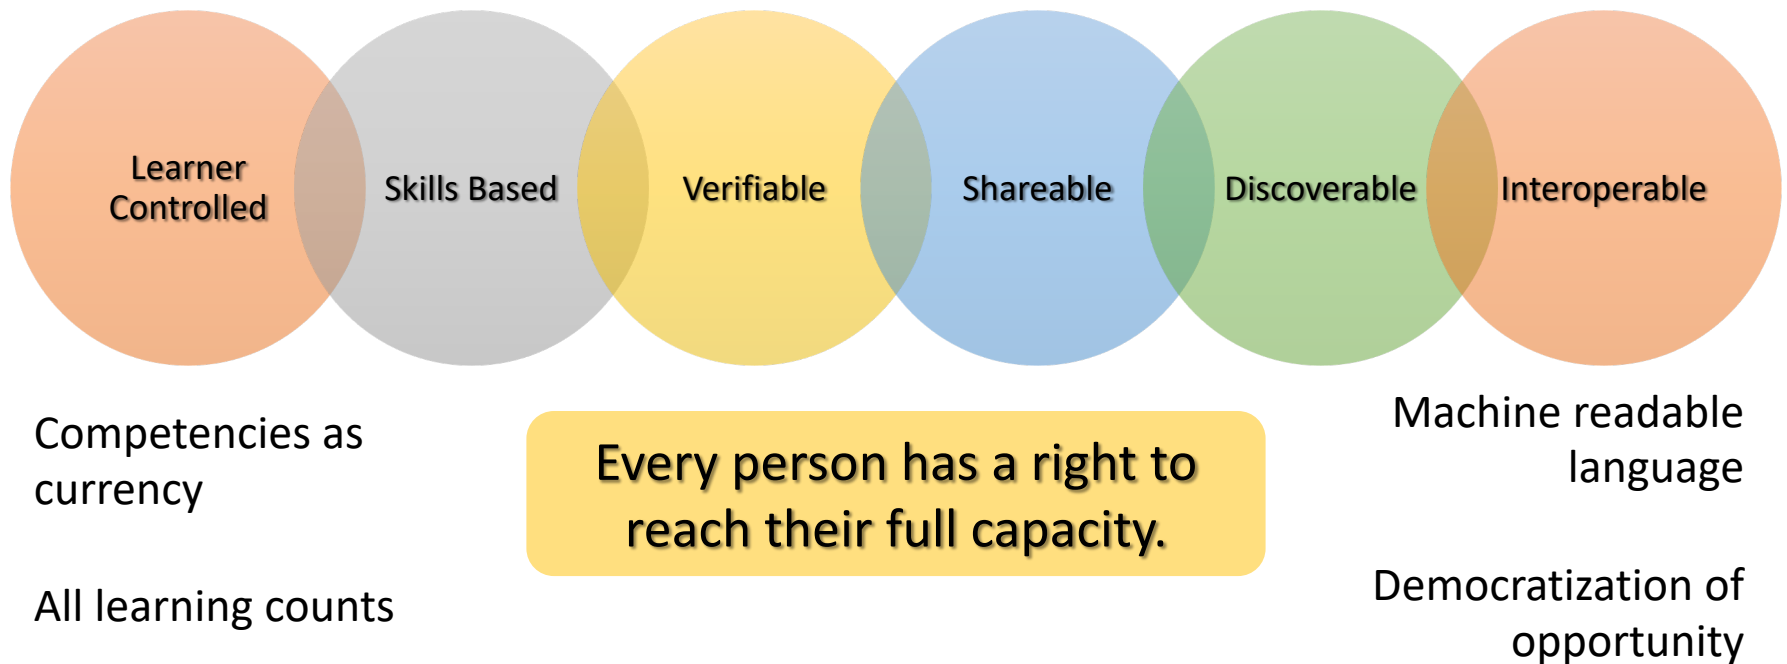 Learner
Controlled
Skills Based
Verifiable
Shareable
Discoverable
Interoperable
Competencies as
currency
All learning counts
Every person has a right to
reach their full capacity.
Machine readable
language
Democratization of
opportunity